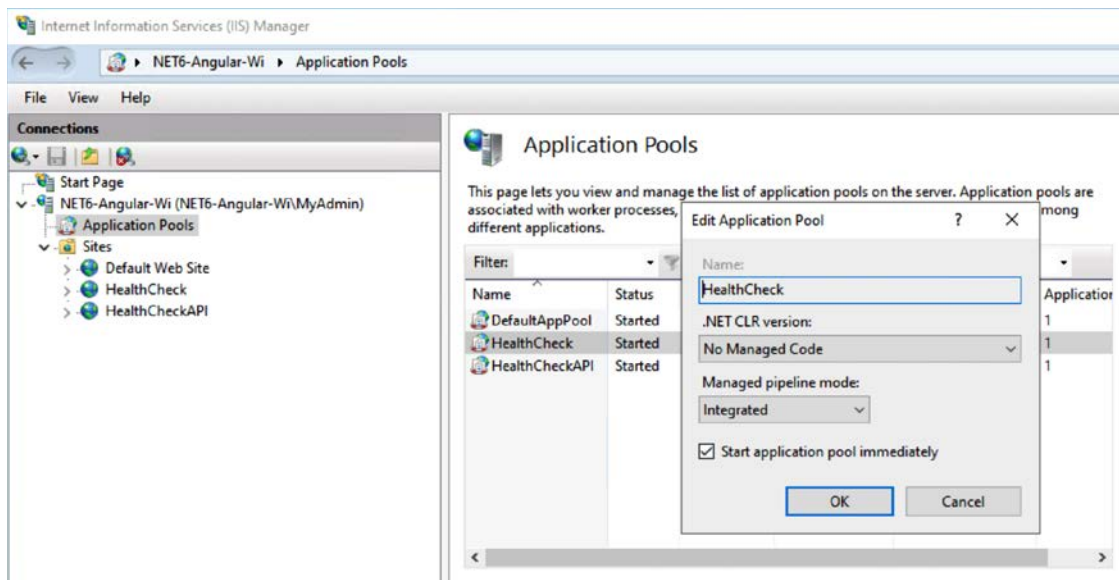 Internet Information Services (IIS) Manager
NET6-Angular-Wi Application Pools
File View Help
Connections
Start Page
NET6-Angular-Wi (NET6-Angular-Wi\MyAdmin)
Application Pools
Sites
Default Web Site
HealthCheck
HealthCheckAPI
Application Pools
This page lets you view and manage the list of application pools on the server. Application pools are
associated with worker processes, mong
different applications.
Filter:
Name Status Application
DefaultAppPool Started 1
HealthCheck Started 1
HealthCheckAPI Started 1
Edit Application Pool ?
Name:
HealthCheck
.NET CLR version:
No Managed Code
Managed pipeline mode:
Integrated
Start application pool immediately
OK Cancel